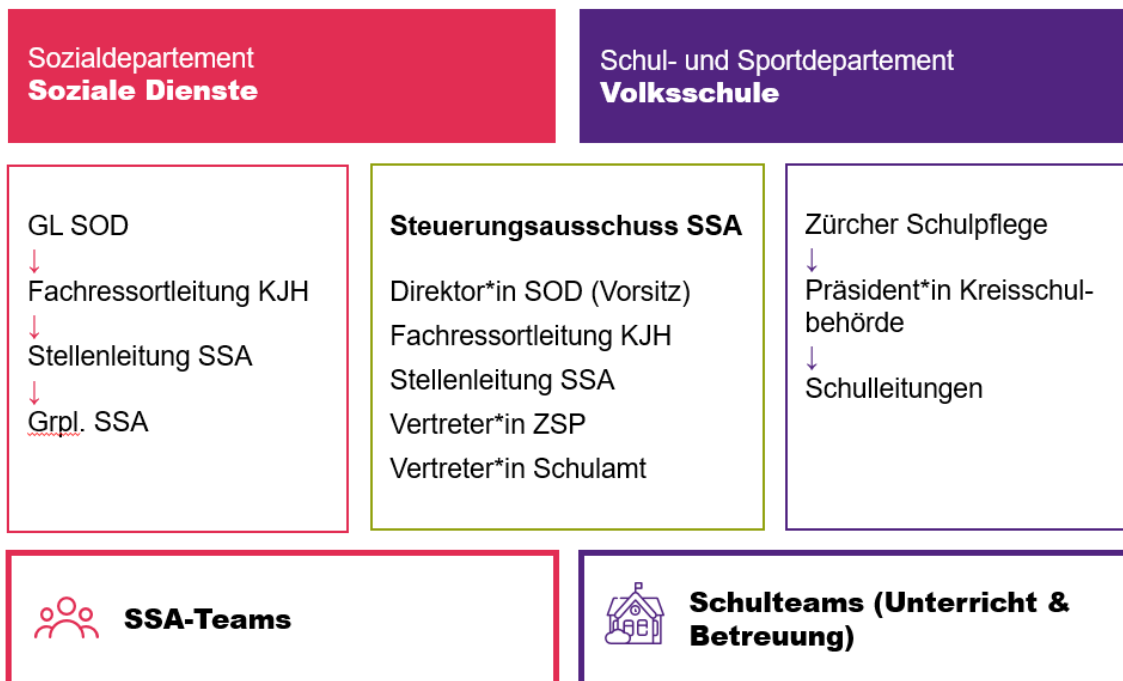 Sozialdepartement
Soziale Dienste
Schul- und Sportdepartement
Volksschule
GL SOD
↓
Fachressortleitung KJH
↓
Stellenleitung SSA
↓
Grpl. SSA
Steuerungsausschuss SSA
Direktor*in SOD (Vorsitz)
Fachressortleitung KJH
Stellenleitung SSA
Vertreter*in ZSP
Vertreter*in Schulamt
Zürcher Schulpflege
↓
Präsident*in Kreisschul-
behörde
↓
Schulleitungen
SSA-Teams
Schulteams (Unterricht &
Betreuung)